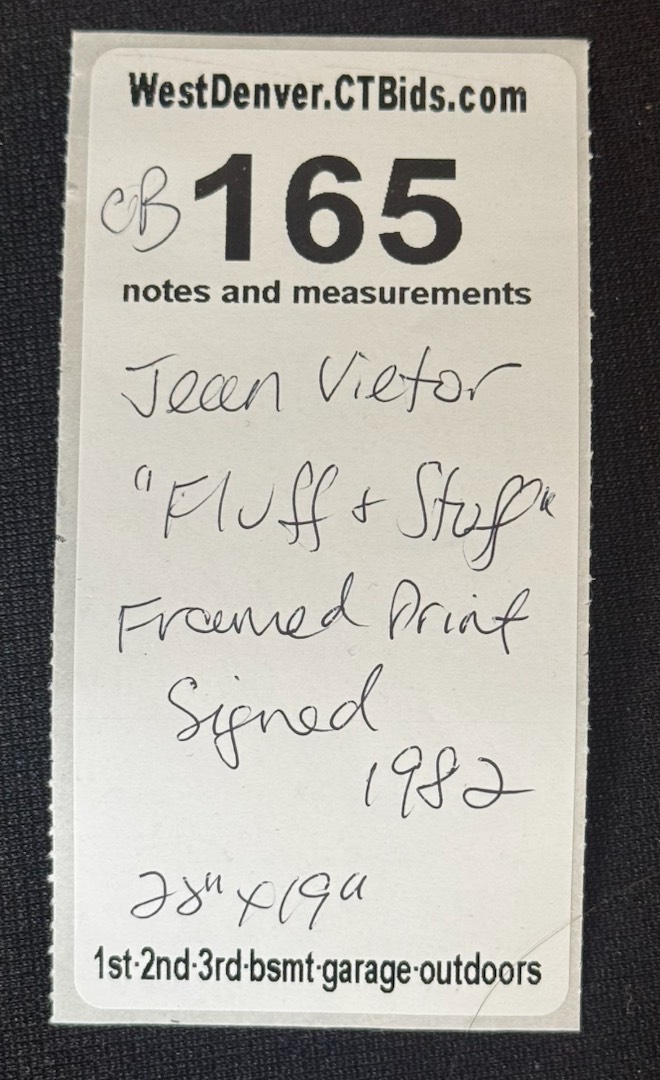 WestDenver.CTBids.com
CB 165
notes and measurements
Jean Vietor
"Fluff + Stuff"
Framed Print
Signed
1982
28" x 19"
1st·2nd·3rd·bsmt·garage·outdoors